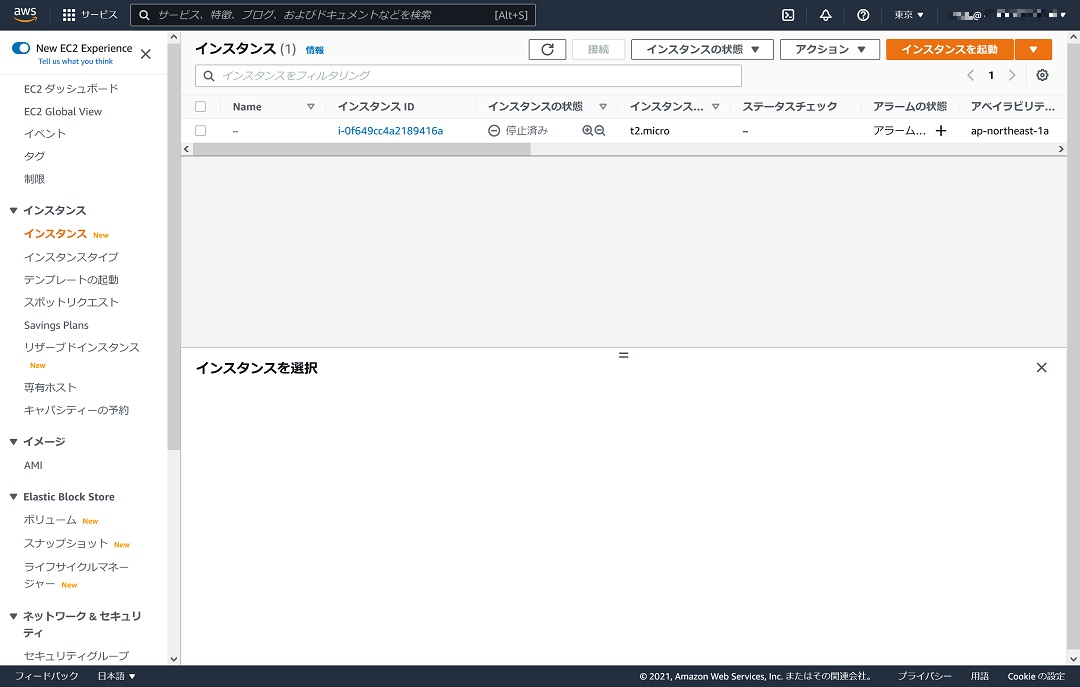 aws
サービス
サービス、特徴、ブログ、およびドキュメントなどを検索
[Alt+S]
東京 ▼
New EC2 Experience
Tell us what you think
EC2 ダッシュボード
EC2 Global View
イベント
タグ
制限
インスタンス
インスタンス New
インスタンスタイプ
テンプレートの起動
スポットリクエスト
Savings Plans
リザーブドインスタンス
New
専有ホスト
キャパシティーの予約
イメージ
AMI
Elastic Block Store
ボリューム New
スナップショット New
ライフサイクルマネー
ジャー New
ネットワーク & セキュリ
ティ
セキュリティグループ
インスタンス (1) 情報
接続
インスタンスの状態 ▼
アクション ▼
インスタンスを起動 ▼
インスタンスをフィルタリング
1
Name インスタンス ID インスタンスの状態 インスタンス... ステータスチェック アラームの状態 アベイラビリテ...
– i-0f649cc4a2189416a 停止済み t2.micro – アラーム... + ap-northeast-1a
インスタンスを選択
フィードバック 日本語 ▼ © 2021, Amazon Web Services, Inc. またはその関連会社。 プライバシー 用語 Cookie の設定